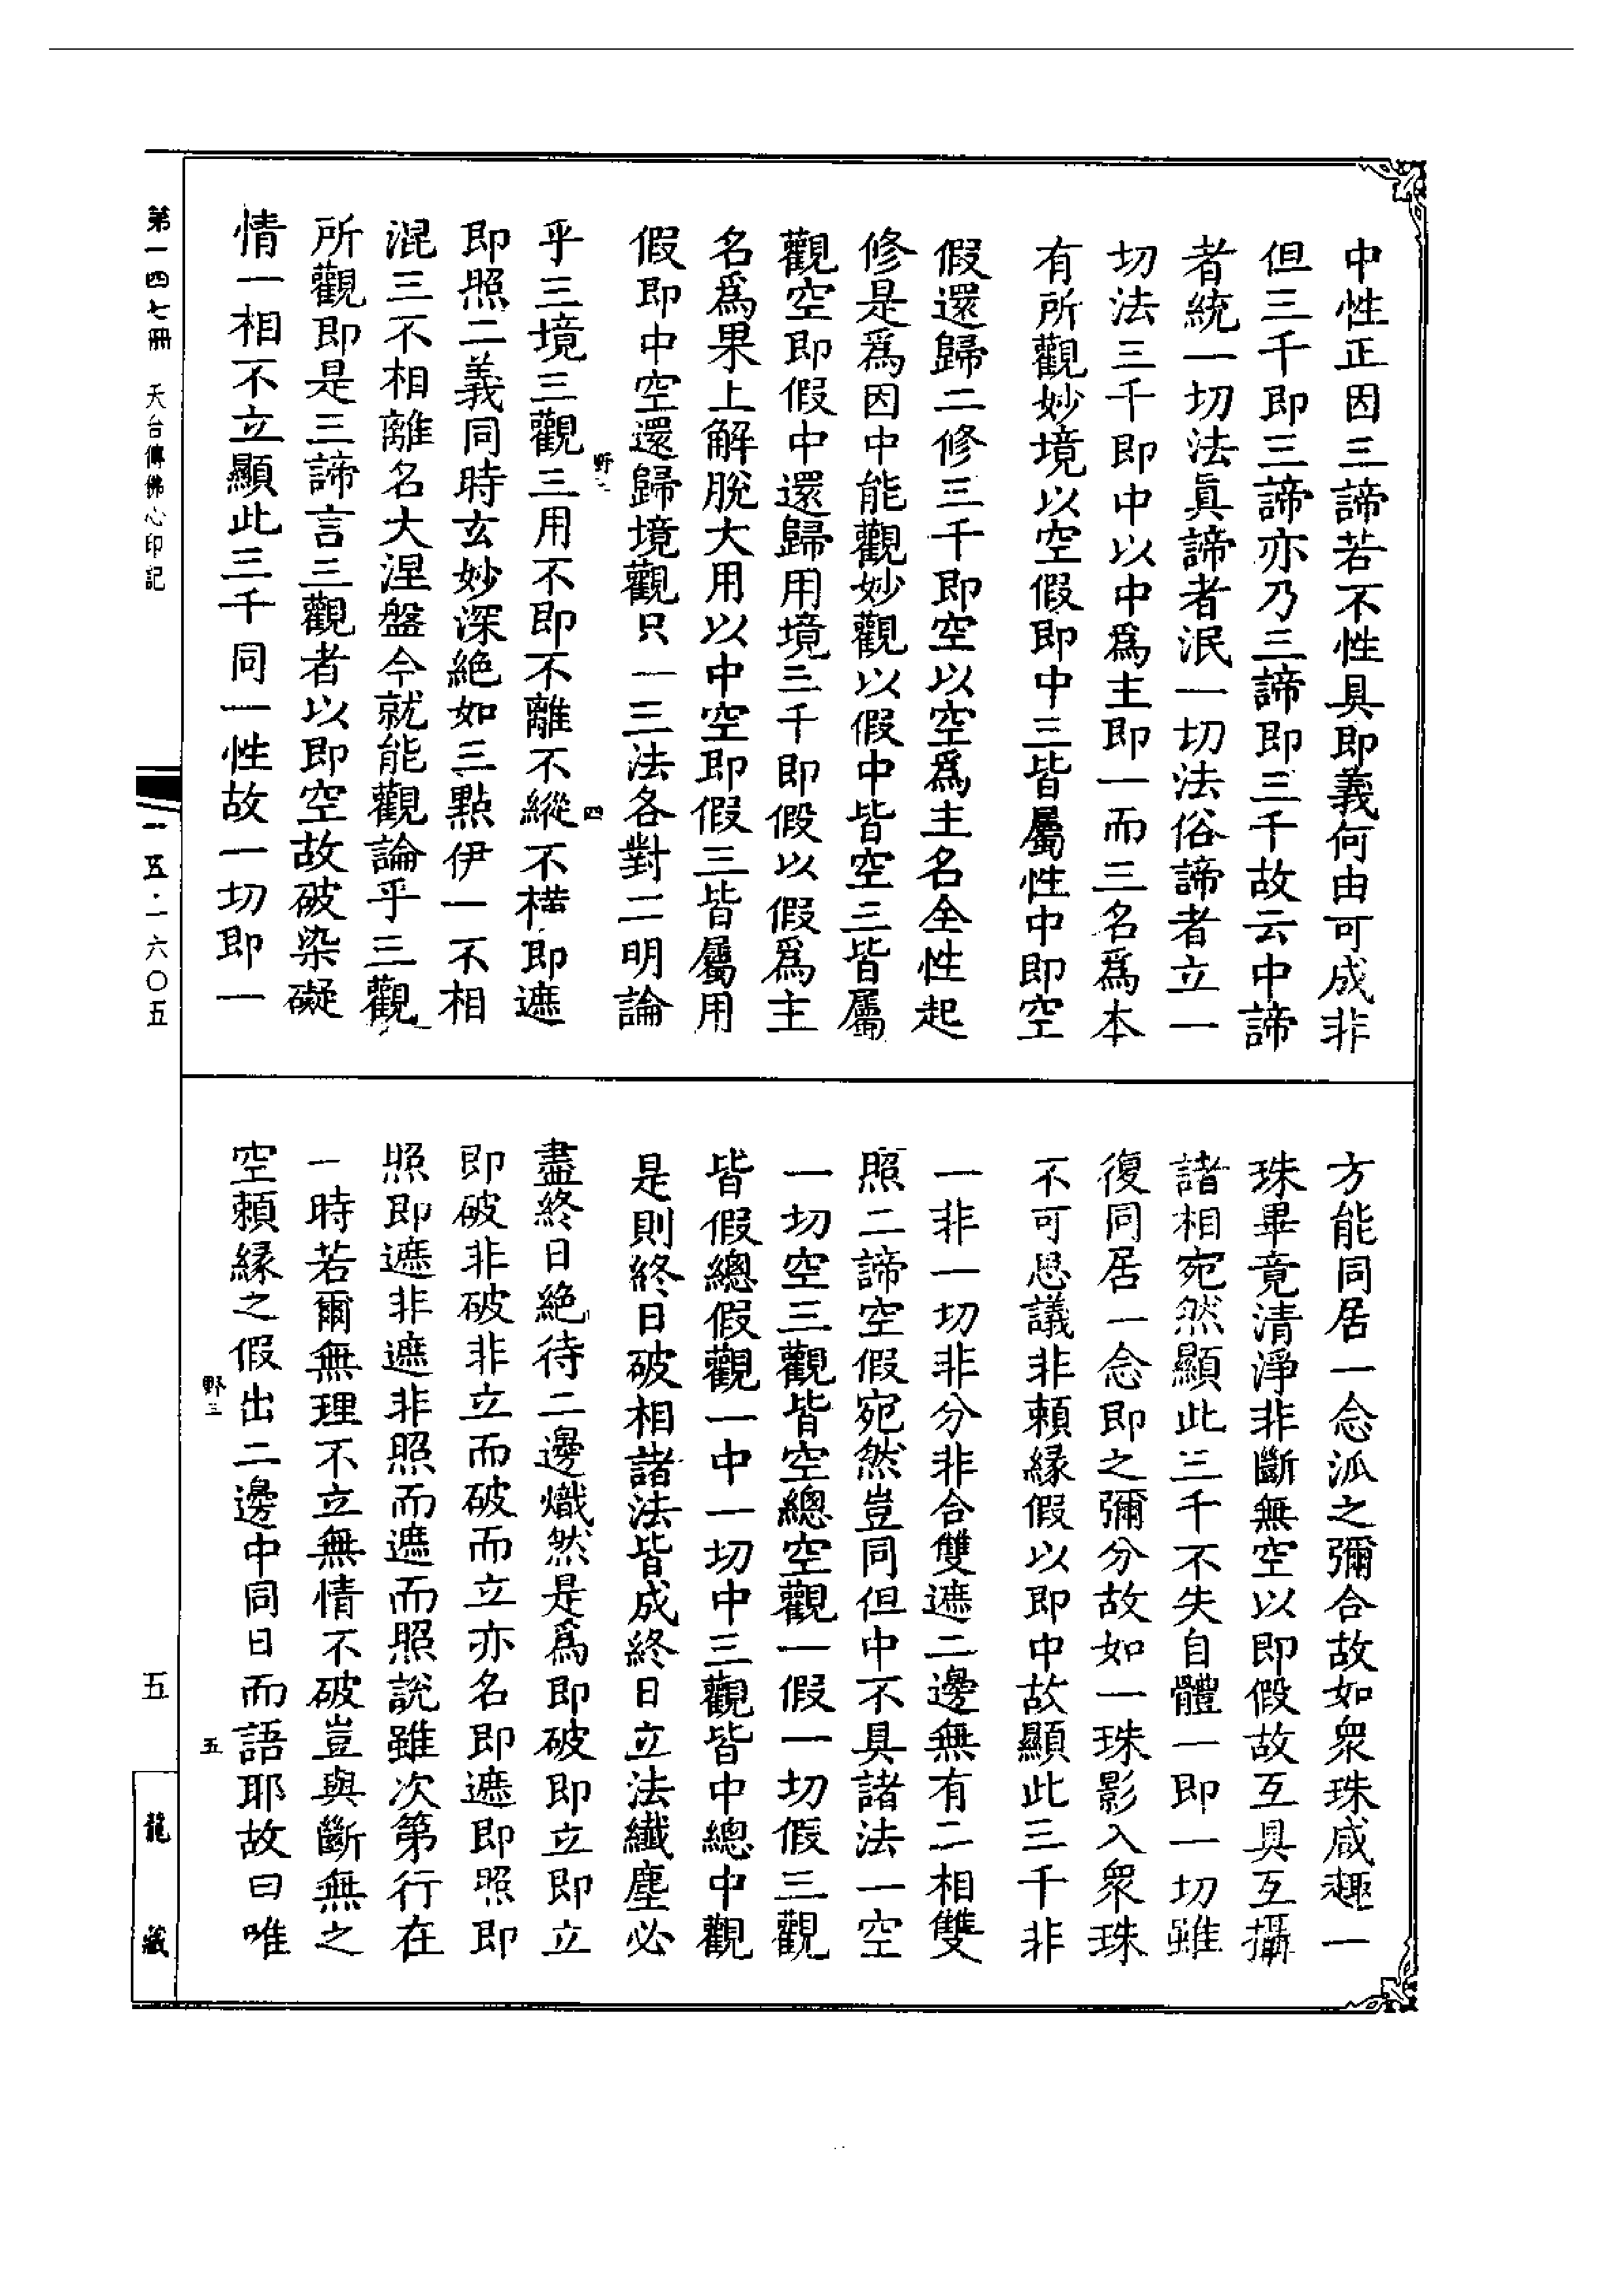 中性正因三諦若不性具即義何由可成非
但三千即三諦亦乃三諦即三千故云中諦
者統一切法眞諦者泯一切法俗諦者立一
切法三千即中以中爲主即一而三名爲本
有所觀妙境以空假即中三皆屬性中即空
假還歸二修三千即空以空爲主名全性起
修是爲因中能觀妙觀以假中皆空三皆屬
觀空即假中還歸用境三千即假以假爲主
名爲果上解脫大用以中空即假三皆屬用
假即中空還歸境觀只一三法各對二明論
野二
四
乎三境三觀三用不即不離不縱不橫即遮
即照二義同時玄妙深絶如三點伊一不相
混三不相離名大涅盤今就能觀論乎三觀
所觀即是三諦言三觀者以即空故破染礙
情一相不立顯此三千同一性故一切即一
方能同居一念泒之彌合故如衆珠咸趣一
珠畢竟清淨非斷無空以即假故互具互攝
諸相宛然顯此三千不失自體一即一切雖
復同居一念即之彌分故如一珠影入衆珠
不可思議非賴緣假以即中故顯此三千非
一非一切非分非合雙遮二邊無有二相雙
照二諦空假宛然豈同但中不具諸法一空
一切空三觀皆空總空觀一假一切假三觀
皆假總假觀一中一切中三觀皆中總中觀
是則終日破相諸法皆成終日立法纖塵必
盡終日絶待二邊熾然是爲即破即立即立
即破非破非立而破而立亦名即遮即照即
照即遮非遮非照而遮而照說雖次第行在
一時若爾無理不立無情不破豈與斷無之
空賴緣之假出二邊中同日而語耶故曰唯
野三
五
第一四七冊 天台傳佛心印記
一五·一六〇五
五
龍藏